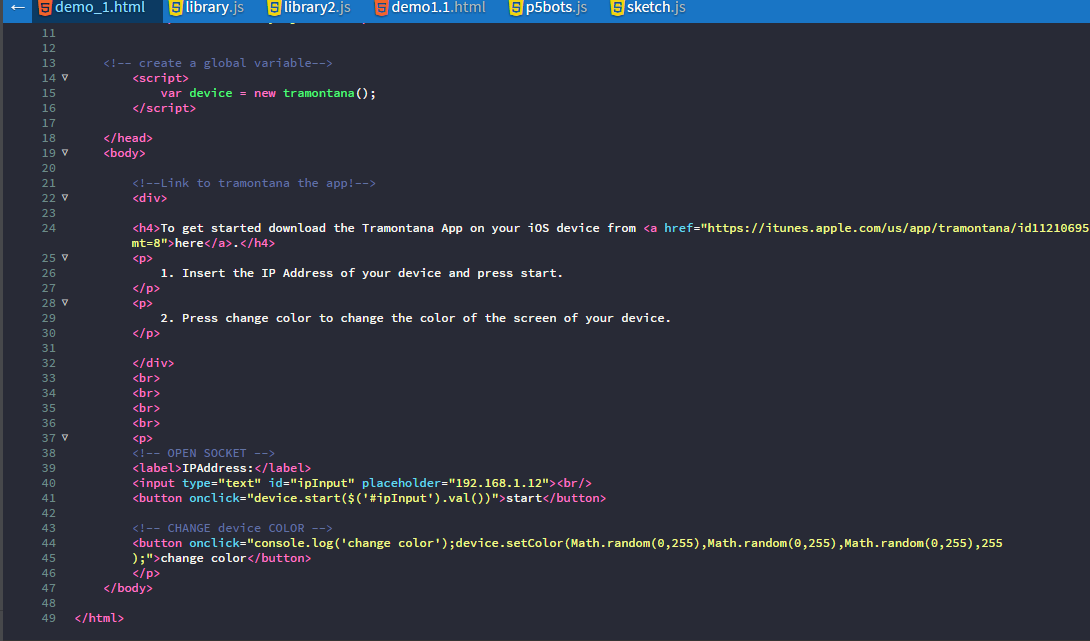 ← demo_1.html library.js library2.js demo1.1.html p5bots.js sketch.js
11
12
13 <!-- create a global variable-->
14 <script>
15 var device = new tramontana();
16 </script>
17
18 </head>
19 <body>
20
21 <!--Link to tramontana the app!-->
22 <div>
23
24 <h4>To get started download the Tramontana App on your iOS device from <a href="https://itunes.apple.com/us/app/tramontana/id11210695
mt=8">here</a>.</h4>
25 <p>
26 1. Insert the IP Address of your device and press start.
27 </p>
28 <p>
29 2. Press change color to change the color of the screen of your device.
30 </p>
31
32 </div>
33 <br>
34 <br>
35 <br>
36 <br>
37 <p>
38 <!-- OPEN SOCKET -->
39 <label>IPAddress:</label>
40 <input type="text" id="ipInput" placeholder="192.168.1.12"><br/>
41 <button onclick="device.start($('#ipInput').val())">start</button>
42
43 <!-- CHANGE device COLOR -->
44 <button onclick="console.log('change color');device.setColor(Math.random(0,255),Math.random(0,255),Math.random(0,255),255
45 );">change color</button>
46 </p>
47 </body>
48
49 </html>